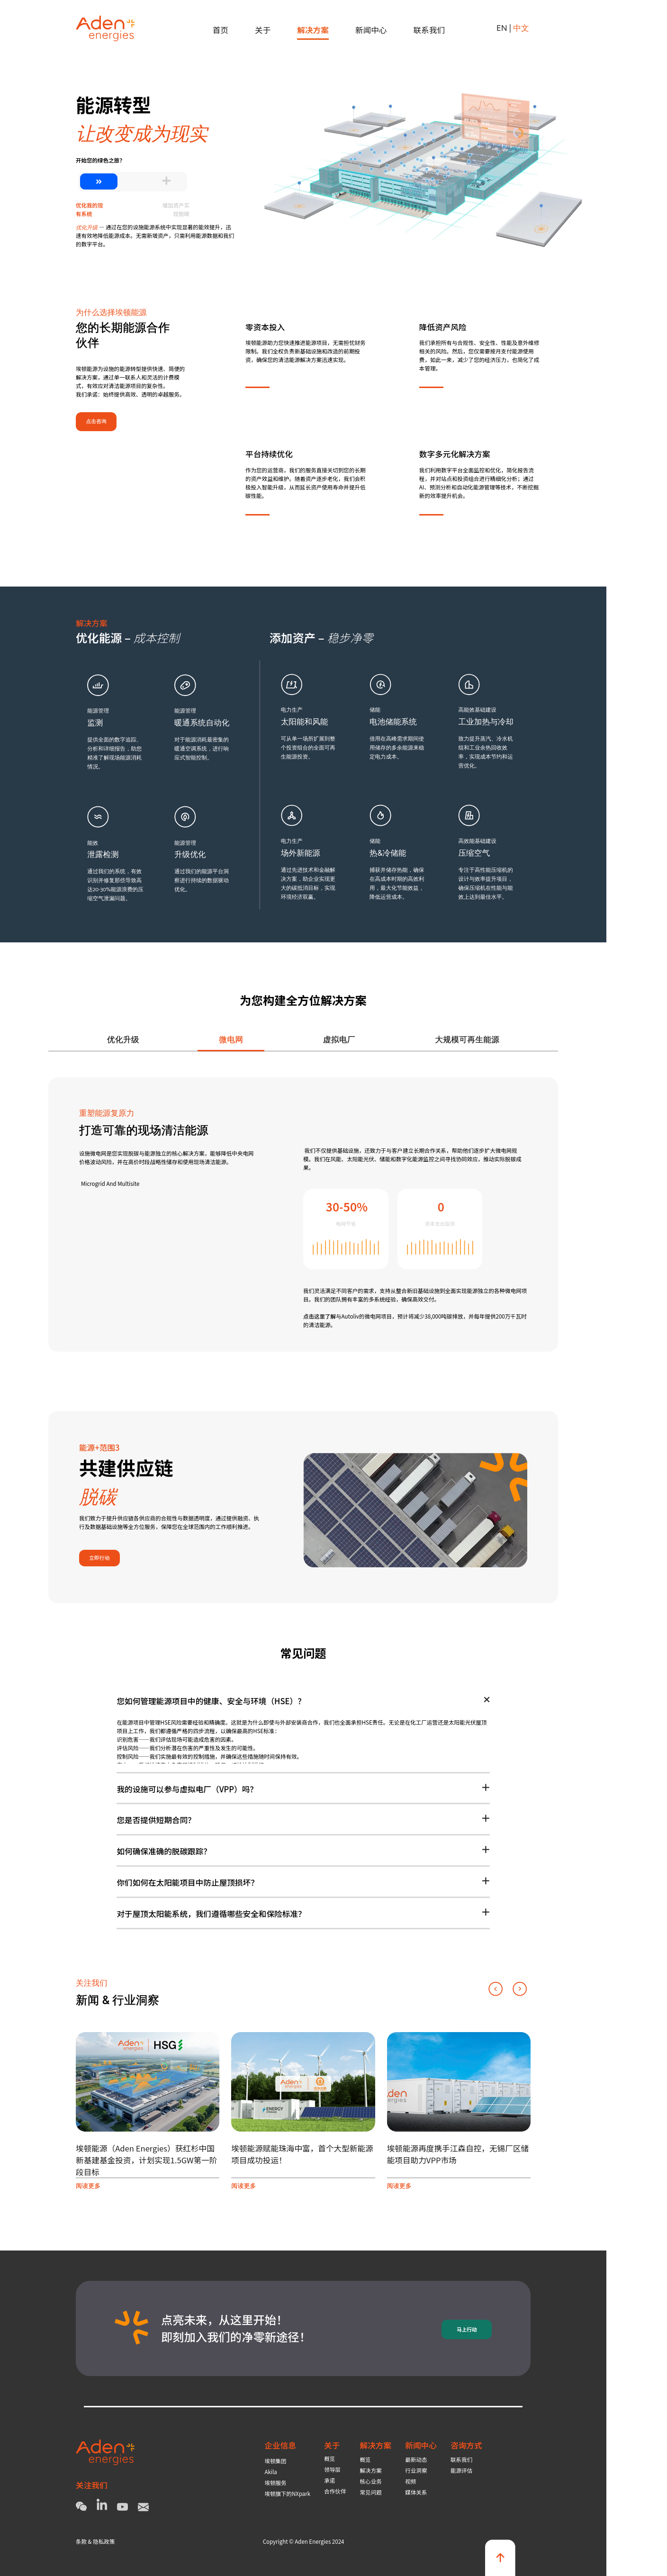 Aden energies
首页 关于 解决方案 新闻中心 联系我们 EN | 中文
能源转型
让改变成为现实
开始您的绿色之旅?
优化我的现有系统
增加资产实现脱碳
优化升级 — 通过在您的设施能源系统中实现显著的能效提升，迅速有效地降低能源成本。无需新增资产，只需利用能源数据和我们的数字平台。
为什么选择埃顿能源
您的长期能源合作伙伴
埃顿能源为设施的能源转型提供快速、简便的解决方案。通过单一联系人和灵活的计费模式，有效应对清洁能源项目的复杂性。
我们承诺：始终提供高效、透明的卓越服务。
点击咨询
零资本投入
埃顿能源助力您快速推进能源项目，无需担忧财务限制。我们全权负责新基础设施和改造的前期投资，确保您的清洁能源解决方案迅速实现。
降低资产风险
我们承担所有与合规性、安全性、性能及意外维修相关的风险。然后，您仅需要按月支付能源使用费，如此一来，减少了您的经济压力，也简化了成本管理。
平台持续优化
作为您的运营商，我们的服务直接关切到您的长期的资产效益和维护。随着资产逐步老化，我们会积极投入智能升级，从而延长资产使用寿命并提升低碳性能。
数字多元化解决方案
我们利用数字平台全面监控和优化，简化报告流程，并对站点和投资组合进行精细化分析；通过AI、预测分析和自动化能源管理等技术，不断挖掘新的效率提升机会。
解决方案
优化能源 – 成本控制
添加资产 – 稳步净零
能源管理
监测
提供全面的数字追踪、分析和详细报告，助您精准了解现场能源消耗情况。
能源管理
暖通系统自动化
对于能源消耗最密集的暖通空调系统，进行响应式智能控制。
电力生产
太阳能和风能
可从单一场所扩展到整个投资组合的全面可再生能源投资。
储能
电池储能系统
使用在高峰需求期间使用储存的多余能源来稳定电力成本。
高能效基础建设
工业加热与冷却
致力提升蒸汽、冷水机组和工业余热回收效率，实现成本节约和运营优化。
能效
泄露检测
通过我们的系统，有效识别并修复那些导致高达20-30%能源浪费的压缩空气泄漏问题。
能源管理
升级优化
通过我们的能源平台洞察进行持续的数据驱动优化。
电力生产
场外新能源
通过先进技术和金融解决方案，助企业实现更大的碳抵消目标，实现环境经济双赢。
储能
热&冷储能
捕获并储存热能，确保在高成本时期的高效利用，最大化节能效益，降低运营成本。
高效能基础建设
压缩空气
专注于高性能压缩机的设计与效率提升项目，确保压缩机在性能与能效上达到最佳水平。
为您构建全方位解决方案
优化升级 微电网 虚拟电厂 大规模可再生能源
重塑能源复原力
打造可靠的现场清洁能源
设施微电网是您实现脱碳与能源独立的核心解决方案，能够降低中央电网价格波动风险，并在高价时段战略性储存和使用现场清洁能源。
Microgrid And Multisite
我们不仅提供基础设施，还致力于与客户建立长期合作关系，帮助他们逐步扩大微电网规模。我们在风能、太阳能光伏、储能和数字化能源监控之间寻找协同效应，推动实际脱碳成果。
30-50%
电网节省
0
资本支出选项
我们灵活满足不同客户的需求，支持从整合新旧基础设施到全面实现能源独立的各种微电网项目。我们的团队拥有丰富的多系统经验，确保高效交付。
点击这里了解与Autoliv的微电网项目，预计将减少38,000吨碳排放，并每年提供200万千瓦时的清洁能源。
能源+范围3
共建供应链
脱碳
我们致力于提升供应链各供应商的合规性与数据透明度，通过提供融资、执行及数据基础设施等全方位服务，保障您在全球范围内的工作顺利推进。
立即行动
常见问题
您如何管理能源项目中的健康、安全与环境（HSE）?
在能源项目中管理HSE风险需要经验和精确度。这就是为什么即使与外部安装商合作，我们也全面承担HSE责任。无论是在化工厂运营还是太阳能光伏屋顶项目上工作，我们都遵循严格的四步流程，以确保最高的HSE标准：
识别危害——我们评估现场可能造成危害的因素。
评估风险——我们分析潜在伤害的严重性及发生的可能性。
控制风险——我们实施最有效的控制措施，并确保这些措施随时间保持有效。
我的设施可以参与虚拟电厂（VPP）吗?
您是否提供短期合同?
如何确保准确的脱碳跟踪?
你们如何在太阳能项目中防止屋顶损坏?
对于屋顶太阳能系统，我们遵循哪些安全和保险标准?
关注我们
新闻 & 行业洞察
Aden energies | HSG
埃顿能源（Aden Energies）获红杉中国新基建基金投资，计划实现1.5GW第一阶段目标
阅读更多
埃顿能源赋能珠海中富，首个大型新能源项目成功投运!
阅读更多
埃顿能源再度携手江森自控，无锡厂区储能项目助力VPP市场
阅读更多
点亮未来，从这里开始!
即刻加入我们的净零新途径!
马上行动
Aden energies
关注我们
企业信息
埃顿集团
Akila
埃顿服务
埃顿旗下的NXpark
关于
概览
领导层
承诺
合作伙伴
解决方案
概览
解决方案
核心业务
常见问题
新闻中心
最新动态
行业洞察
视频
媒体关系
咨询方式
联系我们
能源评估
条款 & 隐私政策
Copyright © Aden Energies 2024